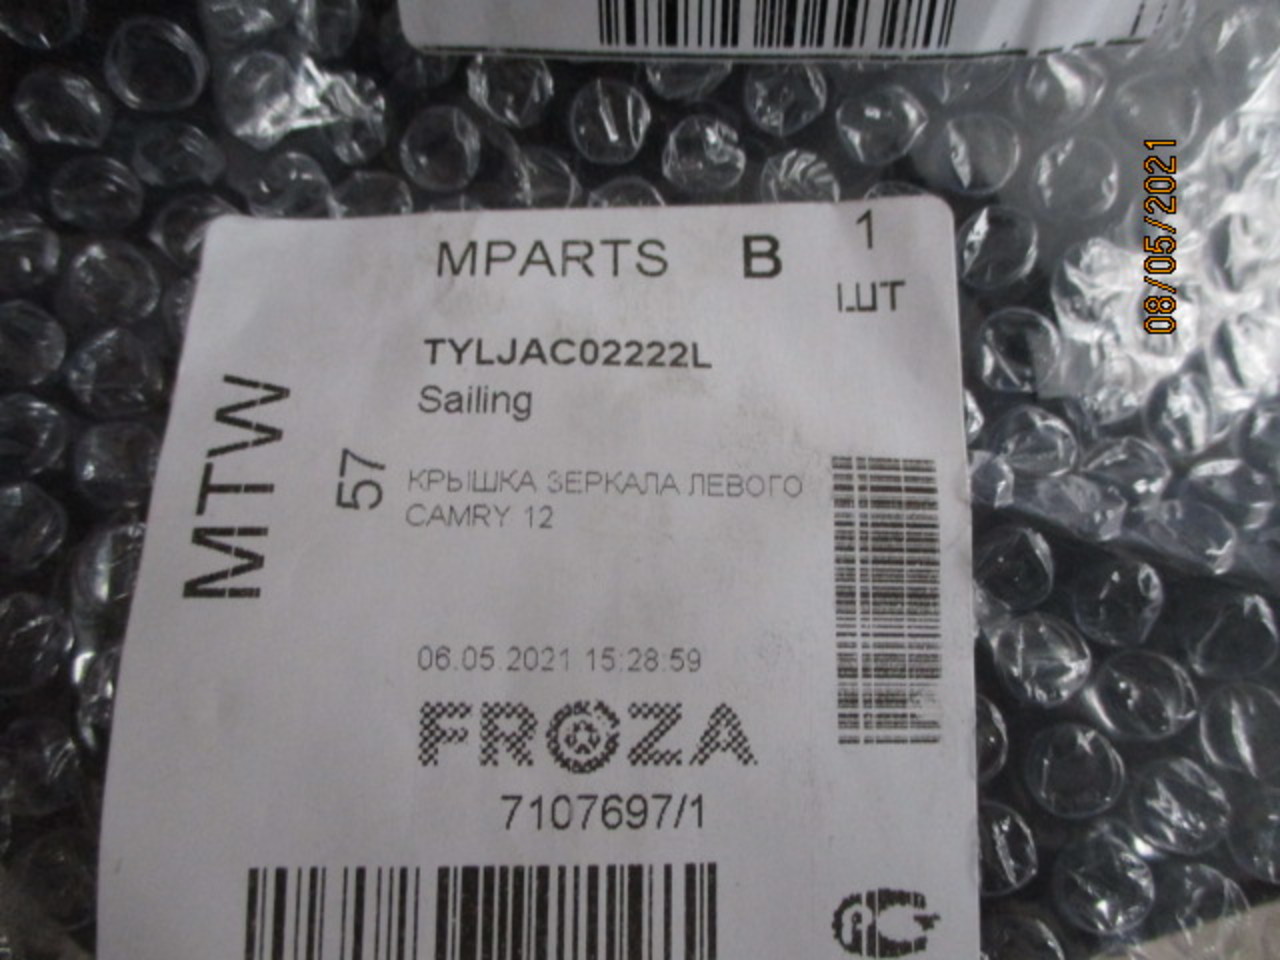 MPARTS B 1
ШТ
TYLJAC02222L
Sailing
MTW
57
КРЫШКА ЗЕРКАЛА ЛЕВОГО
CAMRY 12
06.05.2021 15:28:59
FROZA
7107697/1
08/05/2021